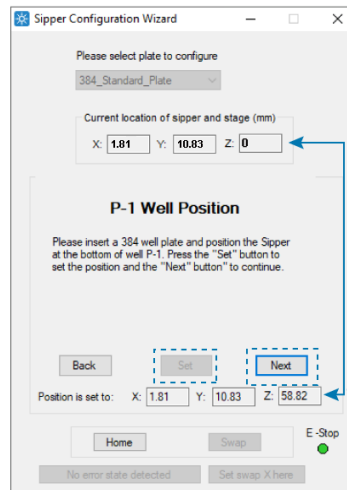 Sipper Configuration Wizard
Please select plate to configure
384_Standard_Plate
Current location of sipper and stage (mm)
X: 1.81 Y: 10.83 Z: 0
P-1 Well Position
Please insert a 384 well plate and position the Sipper
at the bottom of well P-1. Press the "Set" button to
set the position and the "Next" button" to continue.
Back Set Next
Position is set to: X: 1.81 Y: 10.83 Z: 58.82
E -Stop
Home Swap
No error state detected Set swap X here